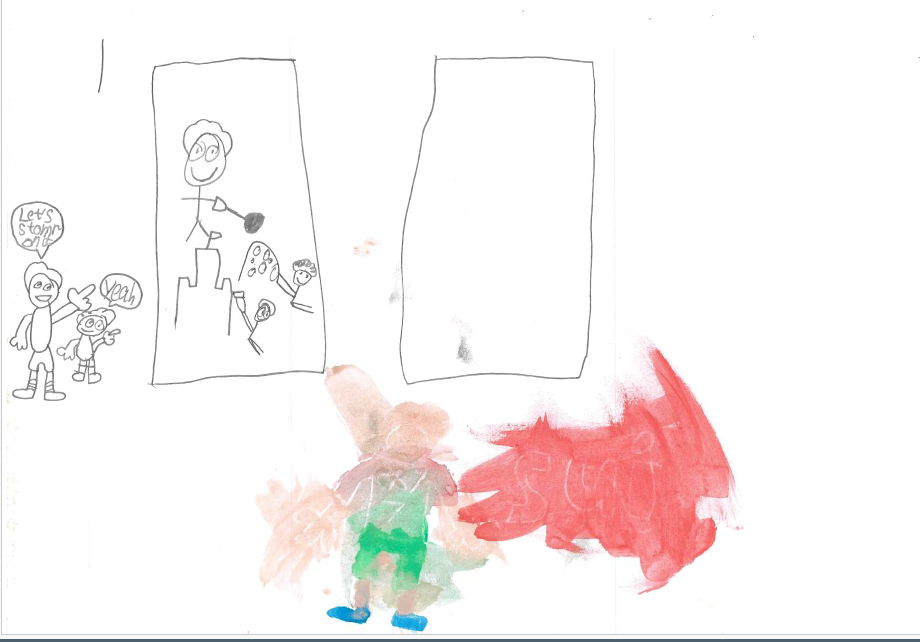 Let's
stomp
on it
Yeah